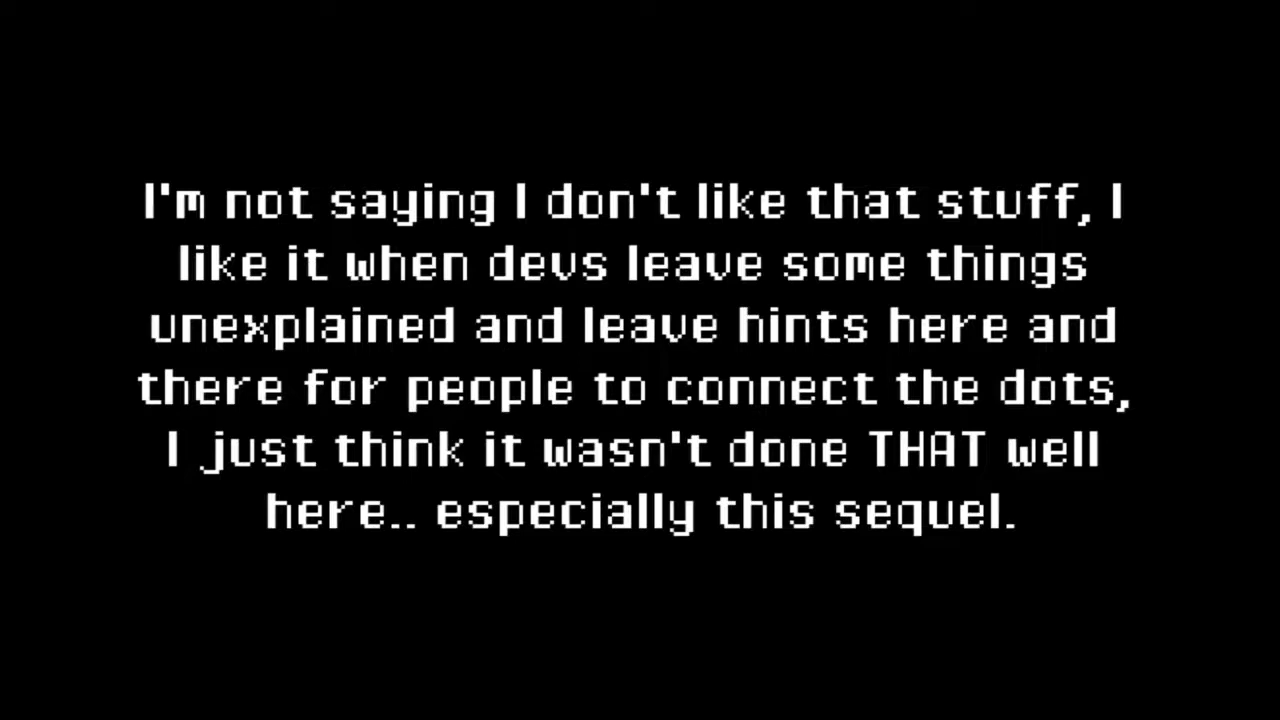 I'm not saying I don't like that stuff, I
like it when devs leave some things
unexplained and leave hints here and
there for people to connect the dots,
I just think it wasn't done THAT well
here.. especially this sequel.